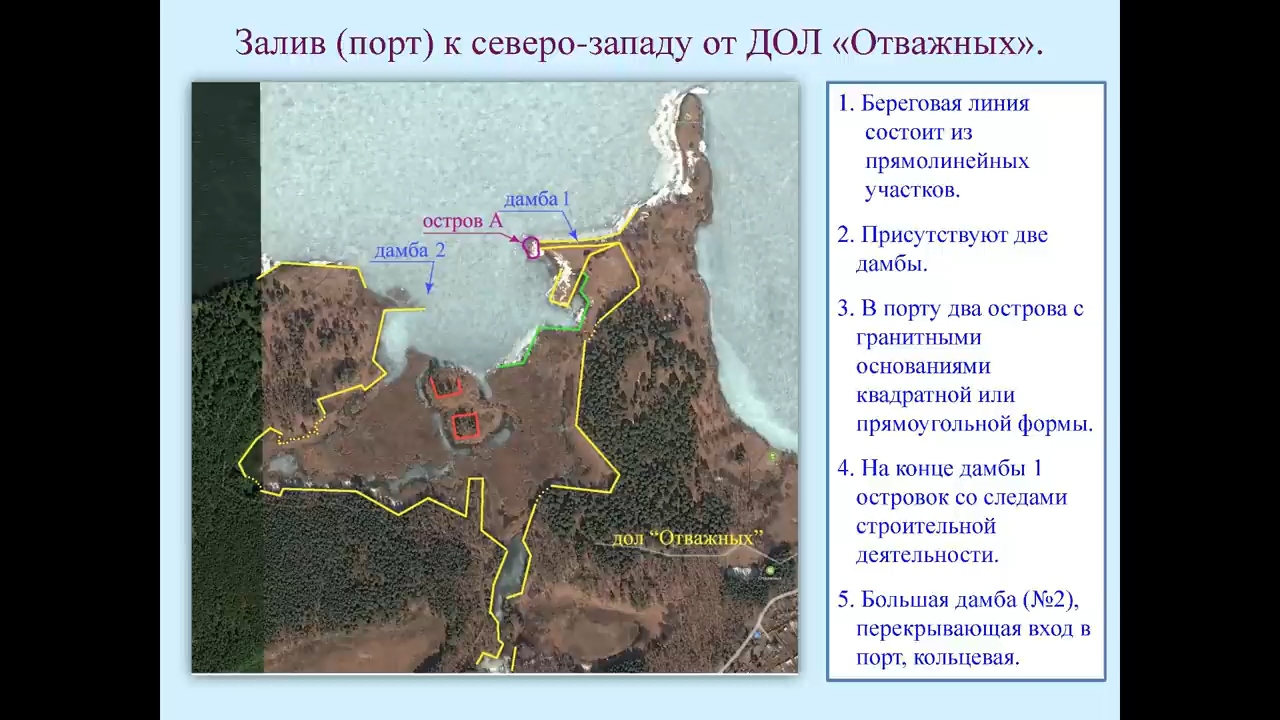 Залив (порт) к северо-западу от ДОЛ «Отважных».
дамба 1
остров А
дамба 2
дол “Отважных”
1. Береговая линия
состоит из
прямолинейных
участков.
2. Присутствуют две
дамбы.
3. В порту два острова с
гранитными
основаниями
квадратной или
прямоугольной формы.
4. На конце дамбы 1
островок со следами
строительной
деятельности.
5. Большая дамба (№2),
перекрывающая вход в
порт, кольцевая.